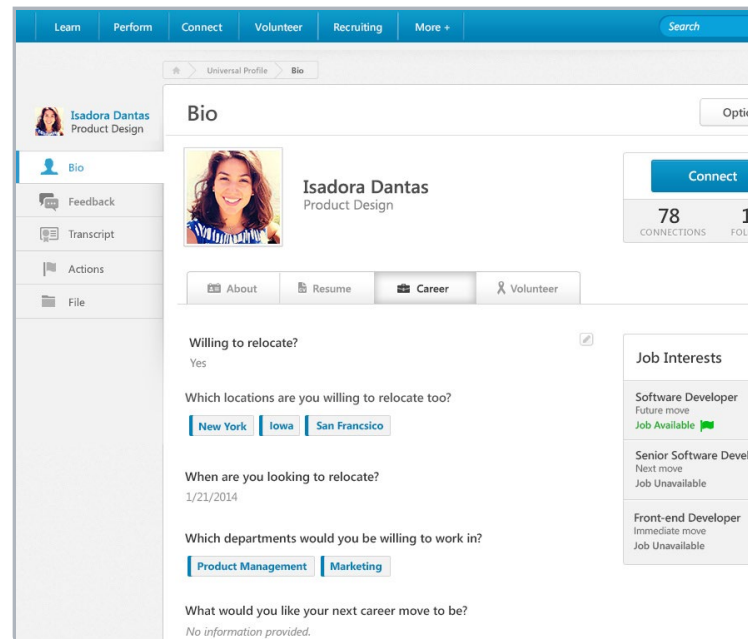 Learn Perform Connect Volunteer Recruiting More + Search
Universal Profile Bio
Isadora Dantas
Product Design
Bio
Feedback
Transcript
Actions
File
Bio
Isadora Dantas
Product Design
Connect
78
CONNECTIONS
About Resume Career Volunteer
Willing to relocate?
Yes
Which locations are you willing to relocate too?
New York Iowa San Francsico
When are you looking to relocate?
1/21/2014
Which departments would you be willing to work in?
Product Management Marketing
What would you like your next career move to be?
No information provided.
Job Interests
Software Developer
Future move
Job Available
Senior Software
Next move
Job Unavailable
Front-end Developer
Immediate move
Job Unavailable